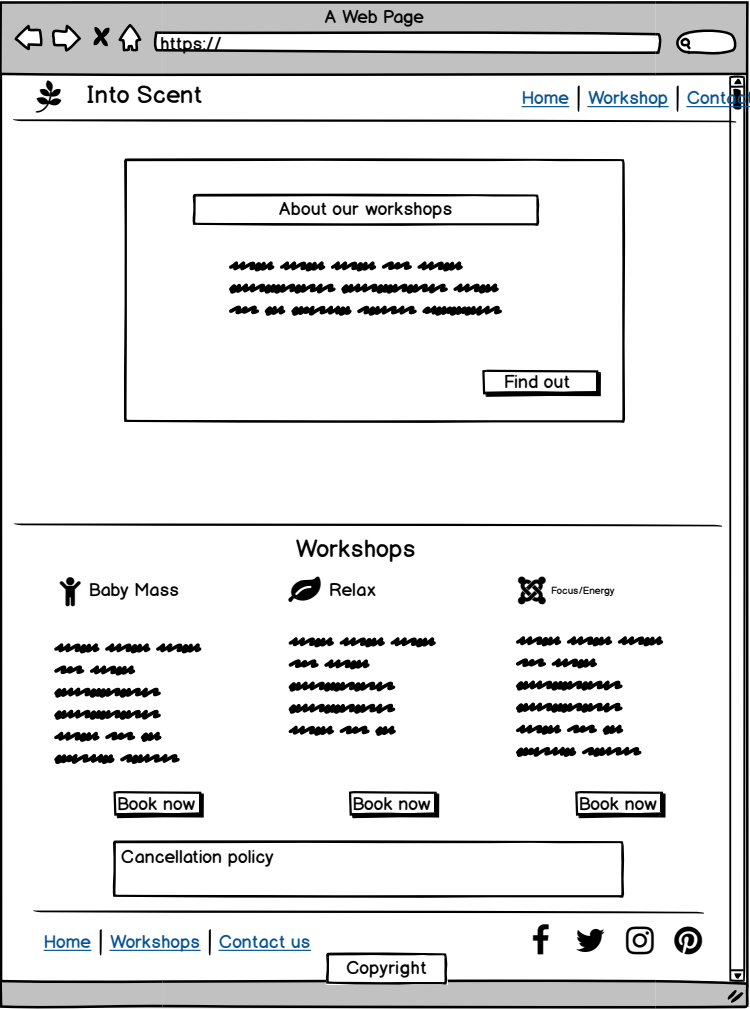 A Web Page
https://
Into Scent
Home | Workshop | Contact
About our workshops
Find out
Workshops
Baby Mass
Relax
Focus/Energy
Book now
Book now
Book now
Cancellation policy
Home | Workshops | Contact us
Copyright